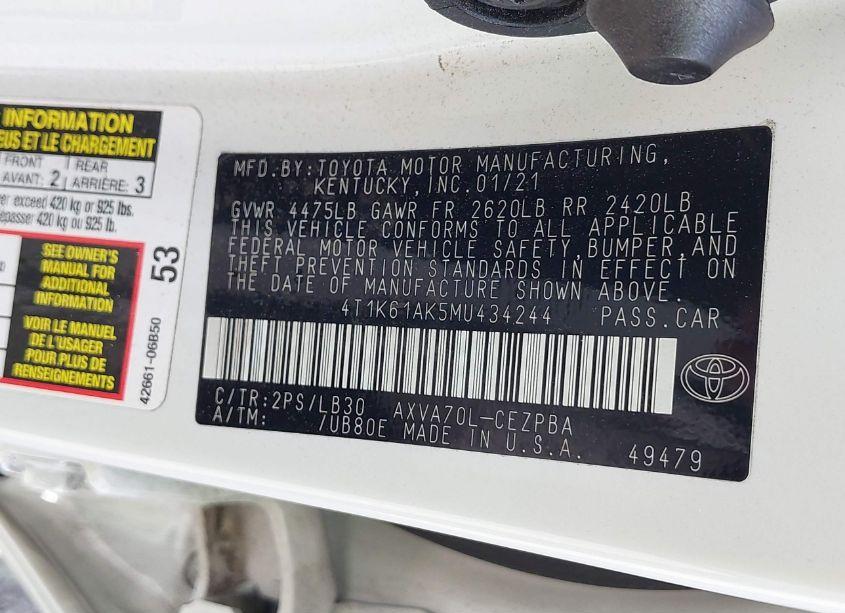 INFORMATION
EUS ET LE CHARGEMENT
FRONT
AVANT: 2
REAR
ARRIÈRE: 3
er exceed 420 kg or 925 lbs.
épasser 420 kg ou 925 lb.
SEE OWNER'S
MANUAL FOR
ADDITIONAL
INFORMATION
VOIR LE MANUEL
DE L'USAGER
POUR PLUS DE
RENSEIGNEMENTS
53
42661-06B50
MFD.BY:TOYOTA MOTOR MANUFACTURING,
KENTUCKY,INC.01/21
GVWR 4475LB GAWR FR 2620LB RR 2420LB
THIS VEHICLE CONFORMS TO ALL APPLICABLE
FEDERAL MOTOR VEHICLE SAFETY,BUMPER,AND
THEFT PREVENTION STANDARDS IN EFFECT ON
THE DATE OF MANUFACTURE SHOWN ABOVE.
4T1K61AK5MU434244 PASS.CAR
C/TR:2PS/LB30 AXVA70L-CEZPBA
A/TM: 7UB80E MADE IN U.S.A.
49479